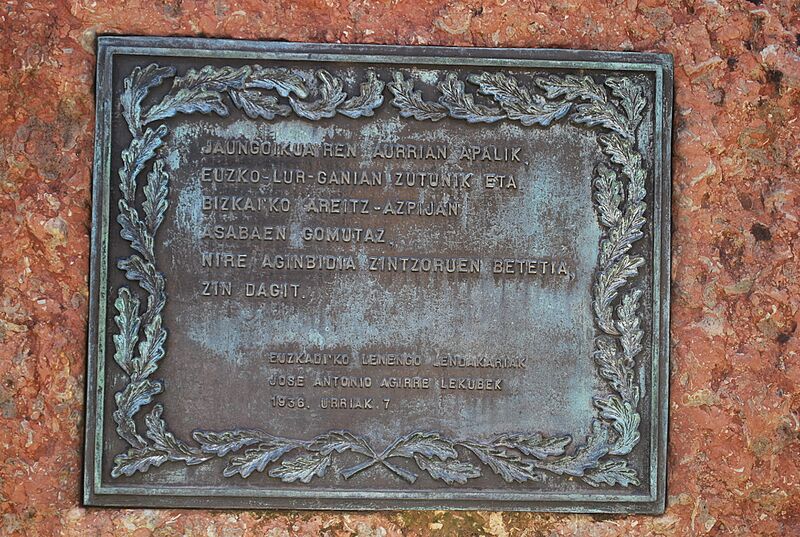 JAUNGOIKUA'REN AURRIAN APALIK,
EUZKO-LUR-GANIAN ZUTUNIK ETA
BIZKAI'KO AREITZ-AZPIJAN
ASABAEN GOMUTAZ
NIRE AGINBIDIA ZINTZORUEN BETETIA,
ZIN DAGIT.
EUZKADI'KO LENENGO LENDAKARIAK
JOSE ANTONIO AGIRRE LEKUBEK
1936, URRIAK.7